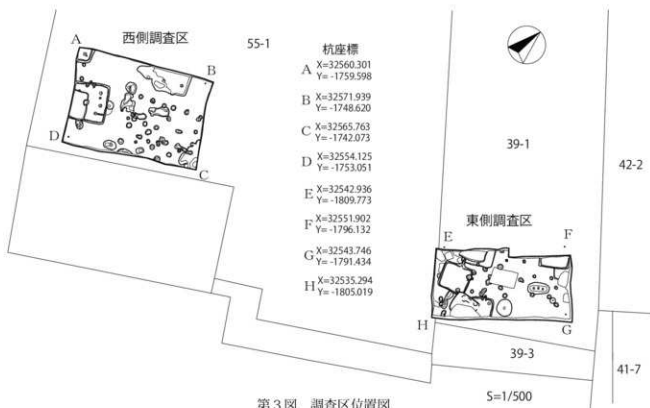 西側調査区
55-1
A
B
C
D
杭座標
A X=32560.301
Y= -1759.598
B X=32571.939
Y= -1748.620
C X=32565.763
Y= -1742.073
D X=32554.125
Y= -1753.051
E X=32542.936
Y= -1809.773
F X=32551.902
Y= -1796.132
G X=32543.746
Y= -1791.434
H X=32535.294
Y= -1805.019
39-1
42-2
東側調査区
E
F
H
G
39-3
41-7
S=1/500
第3図 調査区位置図